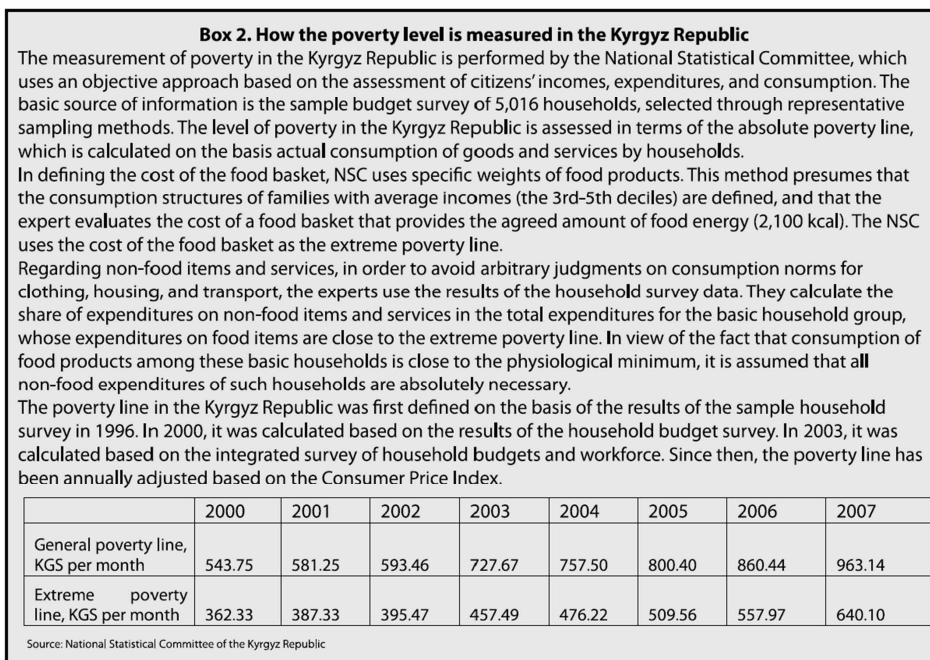 Box 2. How the poverty level is measured in the Kyrgyz Republic
The measurement of poverty in the Kyrgyz Republic is performed by the National Statistical Committee, which
uses an objective approach based on the assessment of citizens' incomes, expenditures, and consumption. The
basic source of information is the sample budget survey of 5,016 households, selected through representative
sampling methods. The level of poverty in the Kyrgyz Republic is assessed in terms of the absolute poverty line,
which is calculated on the basis actual consumption of goods and services by households.
In defining the cost of the food basket, NSC uses specific weights of food products. This method presumes that
the consumption structures of families with average incomes (the 3rd-5th deciles) are defined, and that the
expert evaluates the cost of a food basket that provides the agreed amount of food energy (2,100 kcal). The NSC
uses the cost of the food basket as the extreme poverty line.
Regarding non-food items and services, in order to avoid arbitrary judgments on consumption norms for
clothing, housing, and transport, the experts use the results of the household survey data. They calculate the
share of expenditures on non-food items and services in the total expenditures for the basic household group,
whose expenditures on food items are close to the extreme poverty line. In view of the fact that consumption of
food products among these basic households is close to the physiological minimum, it is assumed that all
non-food expenditures of such households are absolutely necessary.
The poverty line in the Kyrgyz Republic was first defined on the basis of the results of the sample household
survey in 1996. In 2000, it was calculated based on the results of the household budget survey. In 2003, it was
calculated based on the integrated survey of household budgets and workforce. Since then, the poverty line has
been annually adjusted based on the Consumer Price Index.
2000 2001 2002 2003 2004 2005 2006 2007
General poverty line,
KGS per month 543.75 581.25 593.46 727.67 757.50 800.40 860.44 963.14
Extreme poverty
line, KGS per month 362.33 387.33 395.47 457.49 476.22 509.56 557.97 640.10
Source: National Statistical Committee of the Kyrgyz Republic